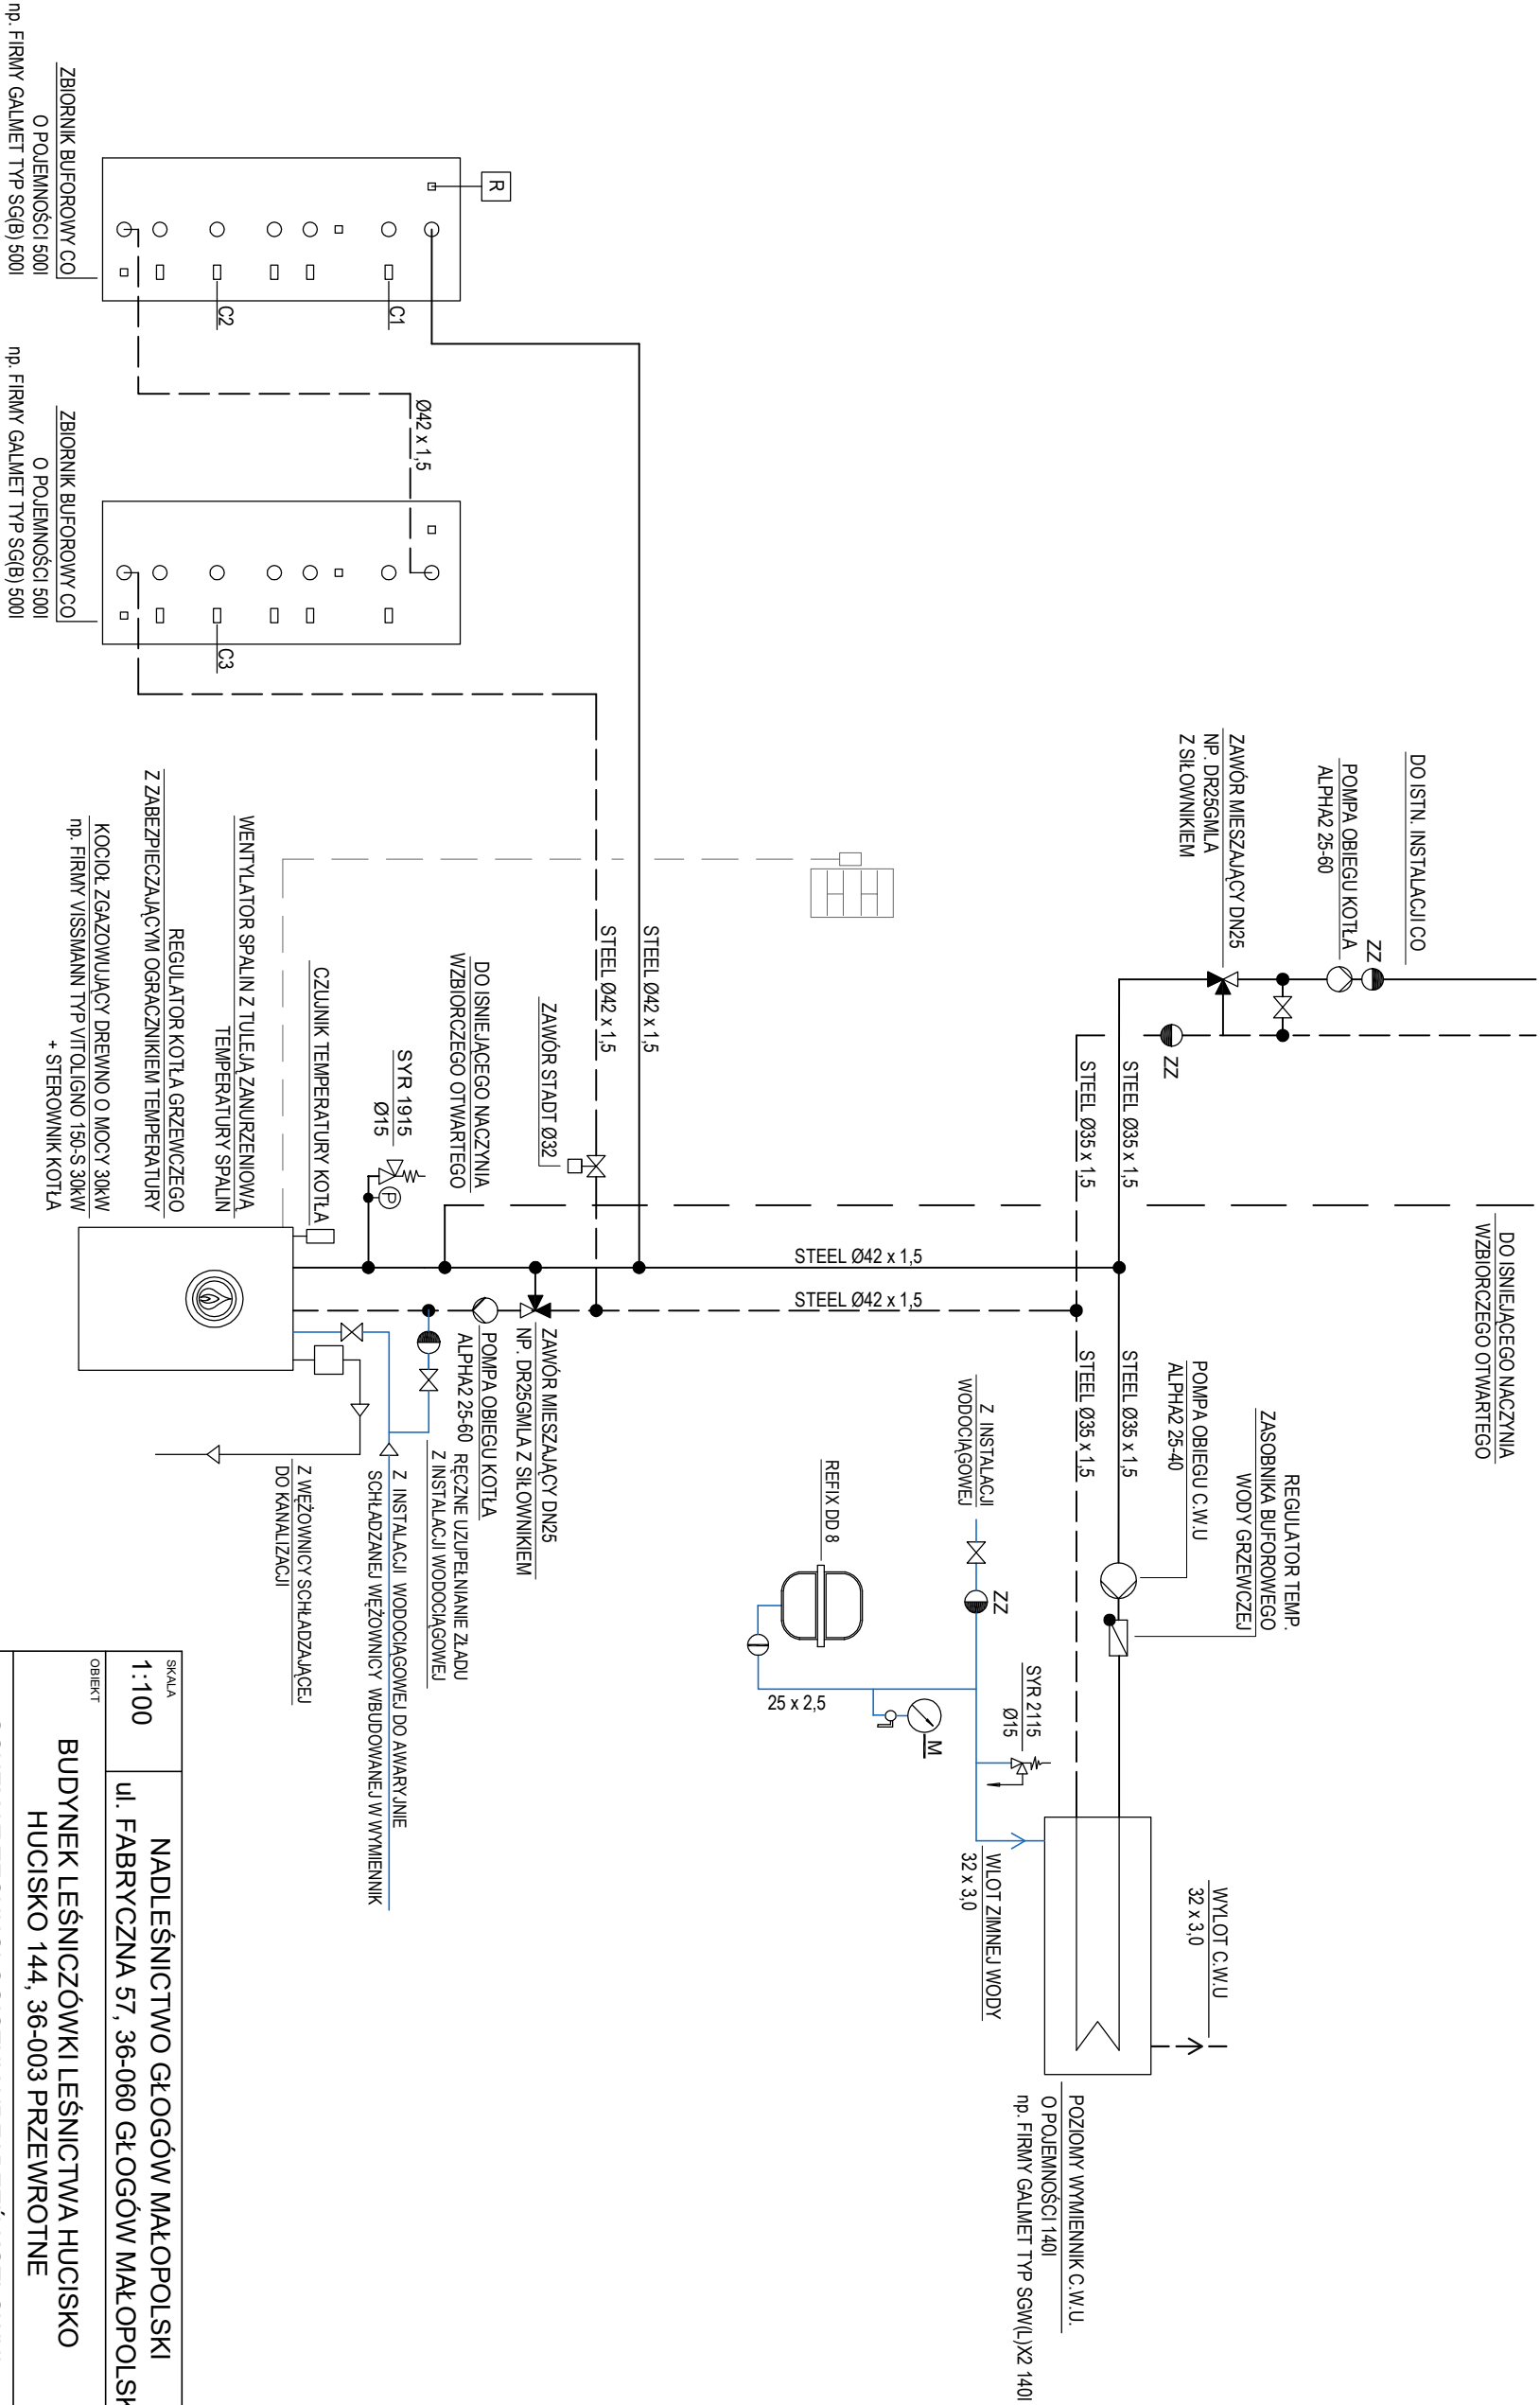 DO ISNIEJĄCEGO NACZYNIA
WZBIORCZEGO OTWARTEGO
REGULATOR TEMP.
ZASOBNIKA BUFOROWEGO
WODY GRZEWCZEJ
POMPA OBIEGU C.W.U
ALPHA2 25-40
WYLOT C.W.U
32 x 3,0
DO ISTN. INSTALACJI CO
ZZ
POMPA OBIEGU KOTŁA
ALPHA2 25-60
ZAWÓR MIESZAJĄCY DN25
NP. DR25GMLA
Z SIŁOWNIKIEM
ZZ
STEEL Ø35 x 1,5
STEEL Ø35 x 1,5
STEEL Ø35 x 1,5
STEEL Ø35 x 1,5
POZIOMY WYMIENNIK C.W.U.
O POJEMNOŚCI 140l
np. FIRMY GALMET TYP SGW(L)X2 140l
Z INSTALACJI
WODOCIĄGOWEJ
ZZ
SYR 2115
Ø15
WLOT ZIMNEJ WODY
32 x 3,0
M
REFIX DD 8
25 x 2,5
STEEL Ø42 x 1,5
STEEL Ø42 x 1,5
STEEL Ø42 x 1,5
STEEL Ø42 x 1,5
ZAWÓR STADT Ø32
ZAWÓR MIESZAJĄCY DN25
NP. DR25GMLA Z SIŁOWNIKIEM
DO ISNIEJĄCEGO NACZYNIA
WZBIORCZEGO OTWARTEGO
POMPA OBIEGU KOTŁA
ALPHA2 25-60
RĘCZNE UZUPEŁNIANIE ZŁADU
Z INSTALACJI WODOCIĄGOWEJ
SYR 1915
Ø15
P
Z INSTALACJI WODOCIĄGOWEJ DO AWARYJNIE
SCHŁADZANEJ WĘŻOWNICY WBUDOWANEJ W WYMIENNIK
CZUJNIK TEMPERATURY KOTŁA
Z WĘŻOWNICY SCHŁADZAJĄCEJ
DO KANALIZACJI
WENTYLATOR SPALIN Z TULEJĄ ZANURZENIOWĄ
TEMPERATURY SPALIN
REGULATOR KOTŁA GRZEWCZEGO
Z ZABEZPIECZAJĄCYM OGRACZNIKIEM TEMPERATURY
KOCIOŁ ZGAZOWUJĄCY DREWNO O MOCY 30kW
np. FIRMY VISSMANN TYP VITOLIGNO 150-S 30kW
+ STEROWNIK KOTŁA
R
C1
C2
Ø42 x 1,5
C3
ZBIORNIK BUFOROWY CO
O POJEMNOŚCI 500l
np. FIRMY GALMET TYP SG(B) 500l
ZBIORNIK BUFOROWY CO
O POJEMNOŚCI 500l
np. FIRMY GALMET TYP SG(B) 500l
SKALA
1:100
NADLEŚNICTWO GŁOGÓW MAŁOPOLSKI
ul. FABRYCZNA 57, 36-060 GŁOGÓW MAŁOPOLSK
OBIEKT
BUDYNEK LEŚNICZÓWKI LEŚNICTWA HUCISKO
HUCISKO 144, 36-003 PRZEWROTNE